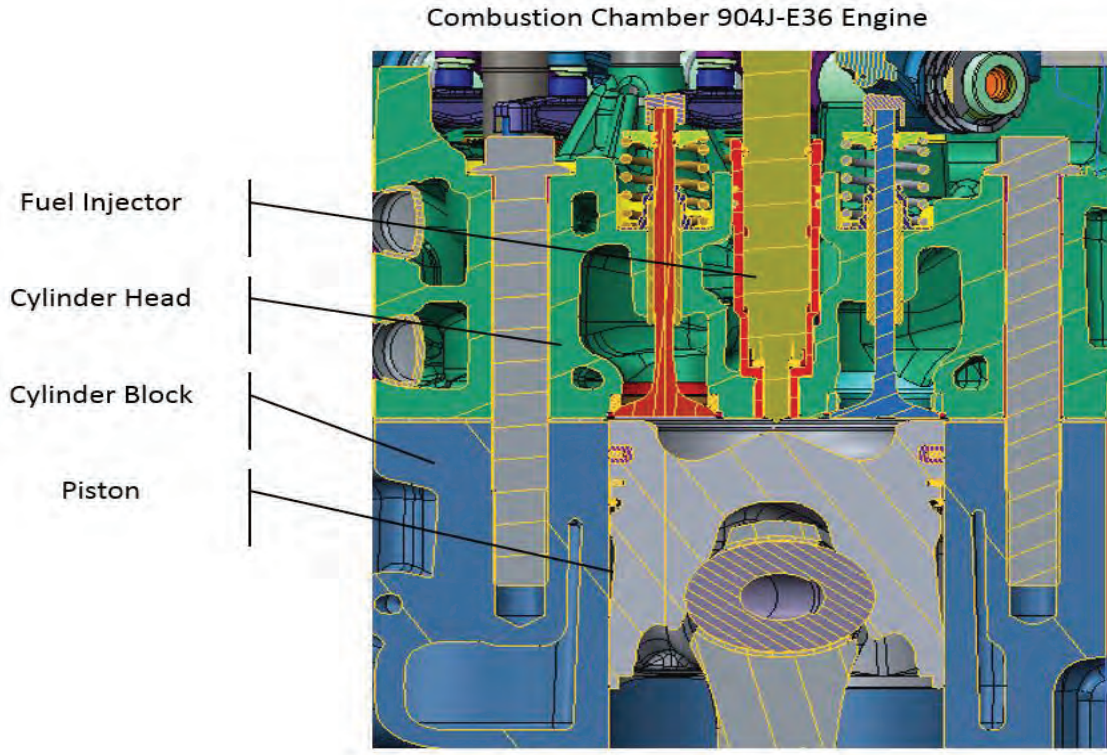 Combustion Chamber 904J-E36 Engine
Fuel Injector
Cylinder Head
Cylinder Block
Piston